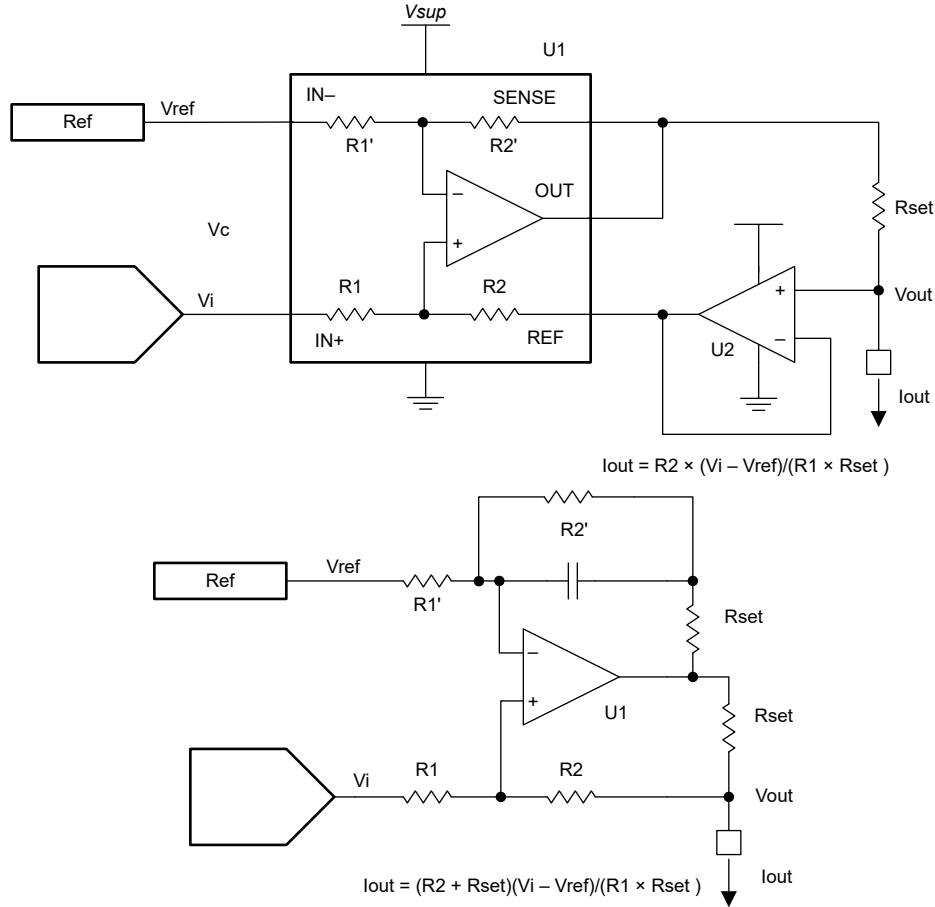 Vsup
U1
IN–
SENSE
Ref
Vref
R1'
R2'
OUT
Rset
Vc
+
–
+
R1
R2
Vi
Vout
–
U2
IN+
REF
Iout
Iout = R2 × (Vi – Vref)/(R1 × Rset )
R2'
Ref
Vref
R1'
Rset
–
+
U1
Rset
Vi
R1
R2
Vout
Iout
Iout = (R2 + Rset)(Vi – Vref)/(R1 × Rset )